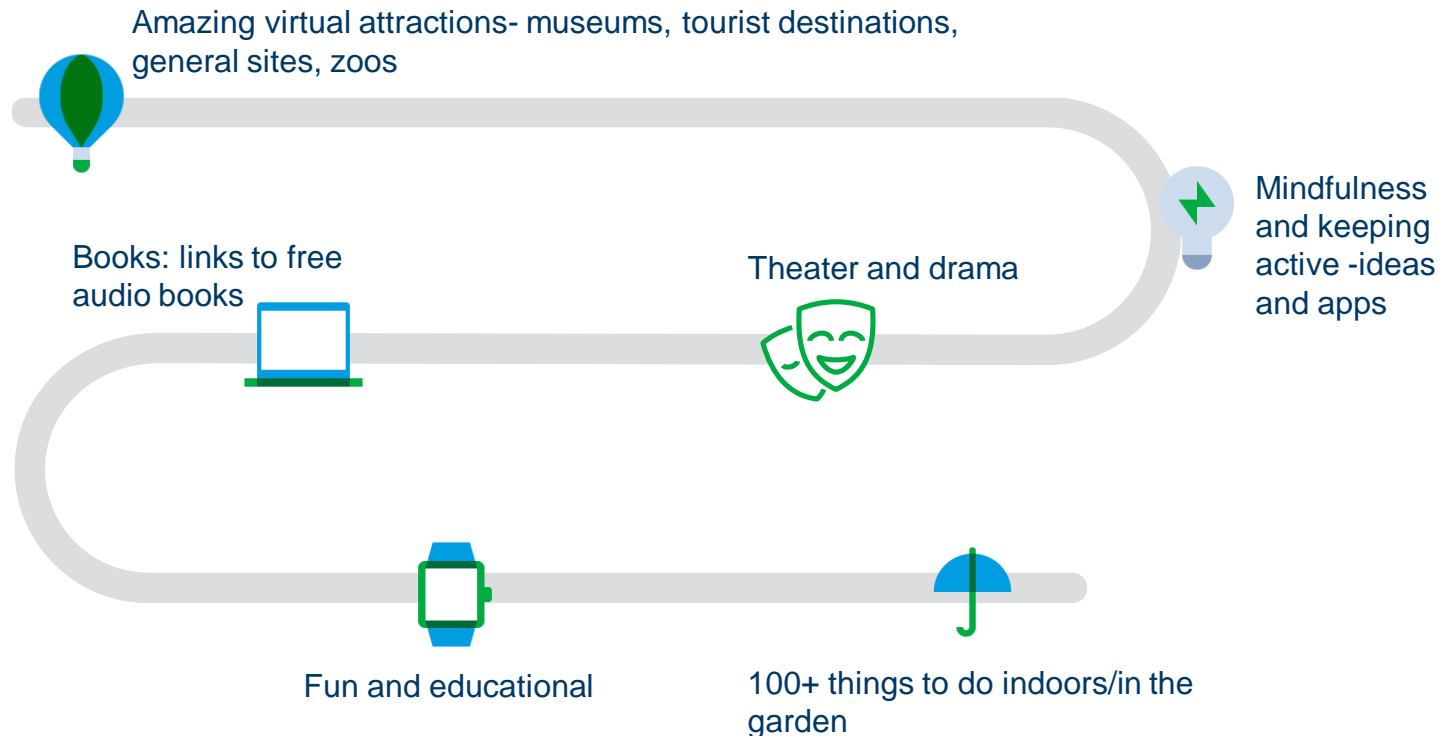 Amazing virtual attractions- museums, tourist destinations,
general sites, zoos
Mindfulness
and keeping
active -ideas
and apps
Theater and drama
Books: links to free
audio books
Fun and educational
100+ things to do indoors/in the
garden